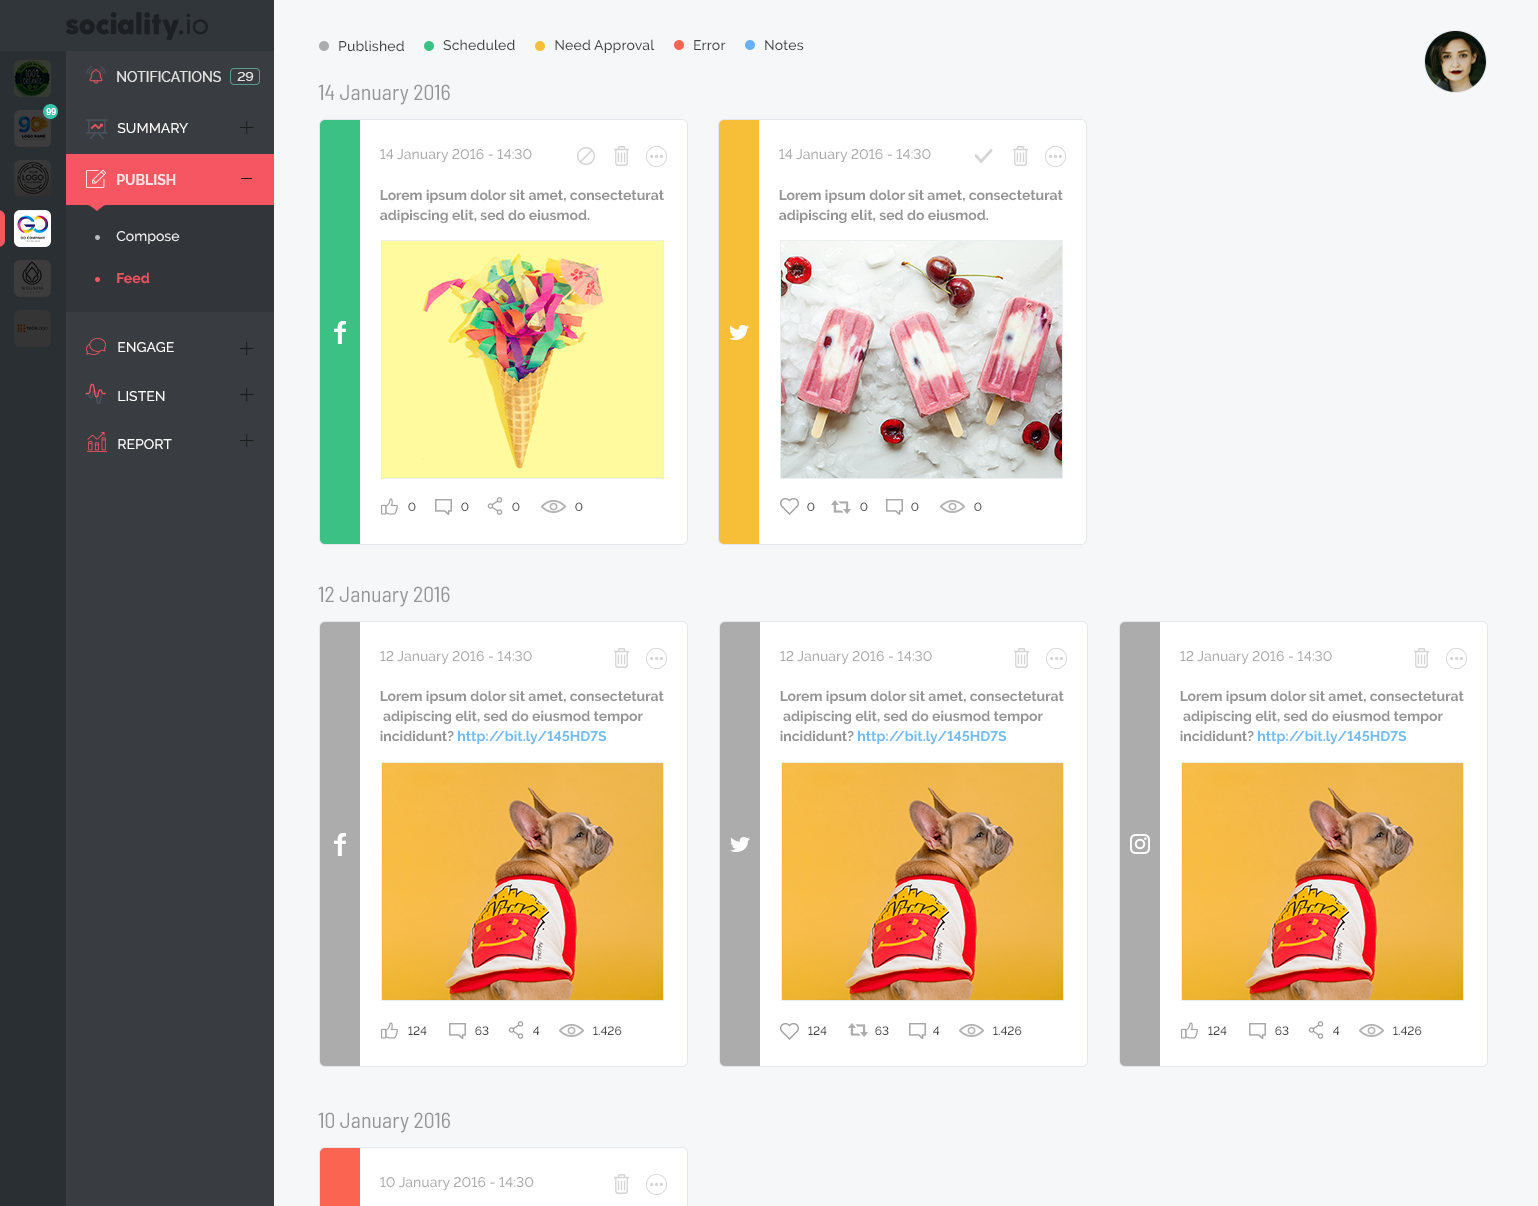 sociality.io
NOTIFICATIONS 29
99
SUMMARY
PUBLISH
Compose
Feed
ENGAGE
LISTEN
REPORT
Published Scheduled Need Approval Error Notes
14 January 2016
14 January 2016 - 14:30
Lorem ipsum dolor sit amet, consecteturat
adipiscing elit, sed do eiusmod.
0 0 0 0
14 January 2016 - 14:30
Lorem ipsum dolor sit amet, consecteturat
adipiscing elit, sed do eiusmod.
0 0 0 0
12 January 2016
12 January 2016 - 14:30
Lorem ipsum dolor sit amet, consecteturat
adipiscing elit, sed do eiusmod tempor
incididunt? http://bit.ly/145HD7S
124 63 4 1.426
12 January 2016 - 14:30
Lorem ipsum dolor sit amet, consecteturat
adipiscing elit, sed do eiusmod tempor
incididunt? http://bit.ly/145HD7S
124 63 4 1.426
12 January 2016 - 14:30
Lorem ipsum dolor sit amet, consecteturat
adipiscing elit, sed do eiusmod tempor
incididunt? http://bit.ly/145HD7S
124 63 4 1.426
10 January 2016
10 January 2016 - 14:30